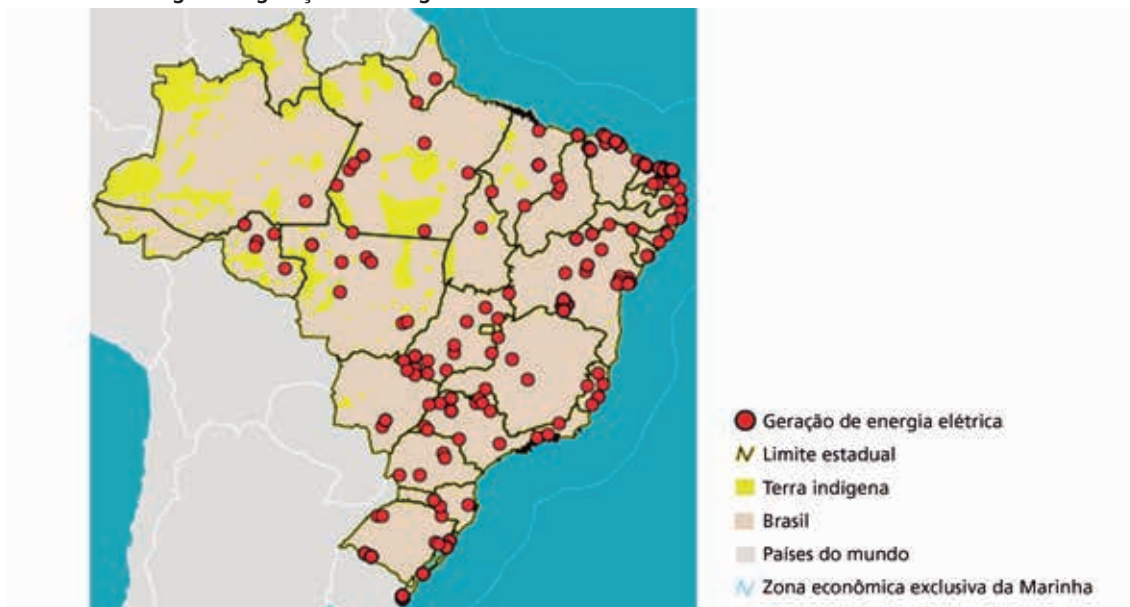 Geração de energia elétrica
Limite estadual
Terra indígena
Brasil
Países do mundo
Zona econômica exclusiva da Marinha